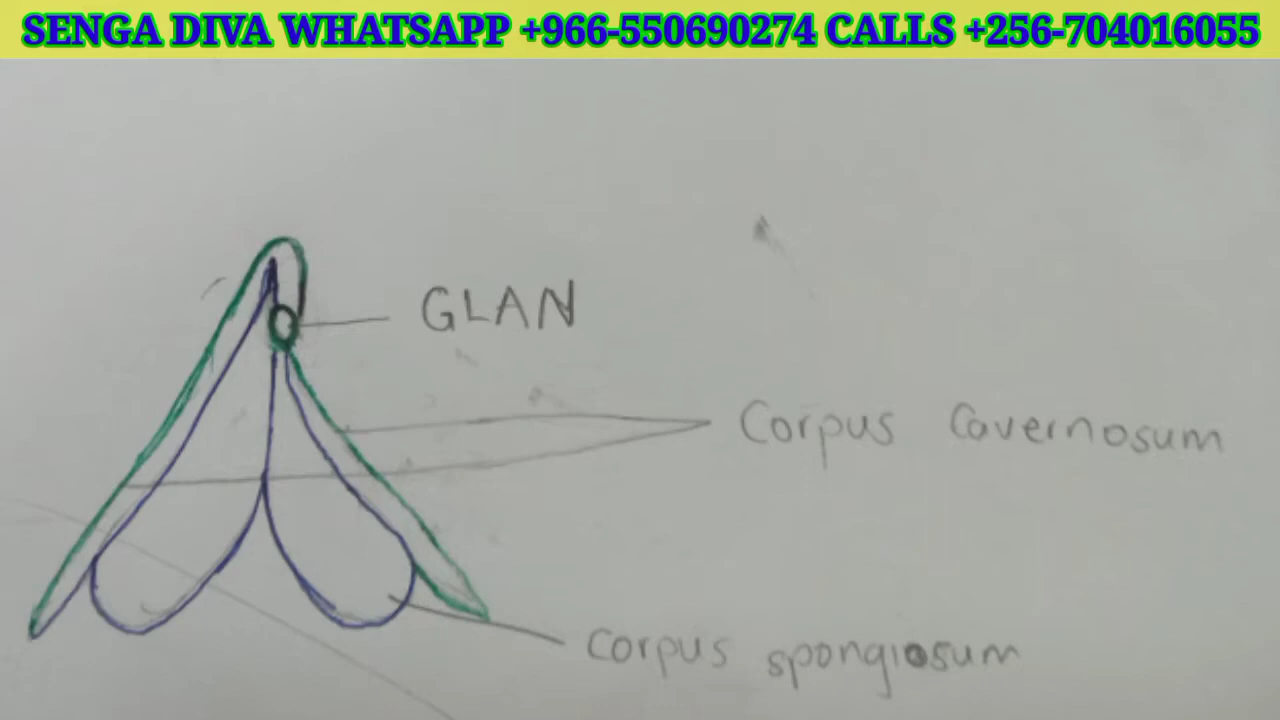 SENGA DIVA WHATSAPP +966-550690274 CALLS +256-704016055
GLAN
Corpus Cavernosum
Corpus spongiosum